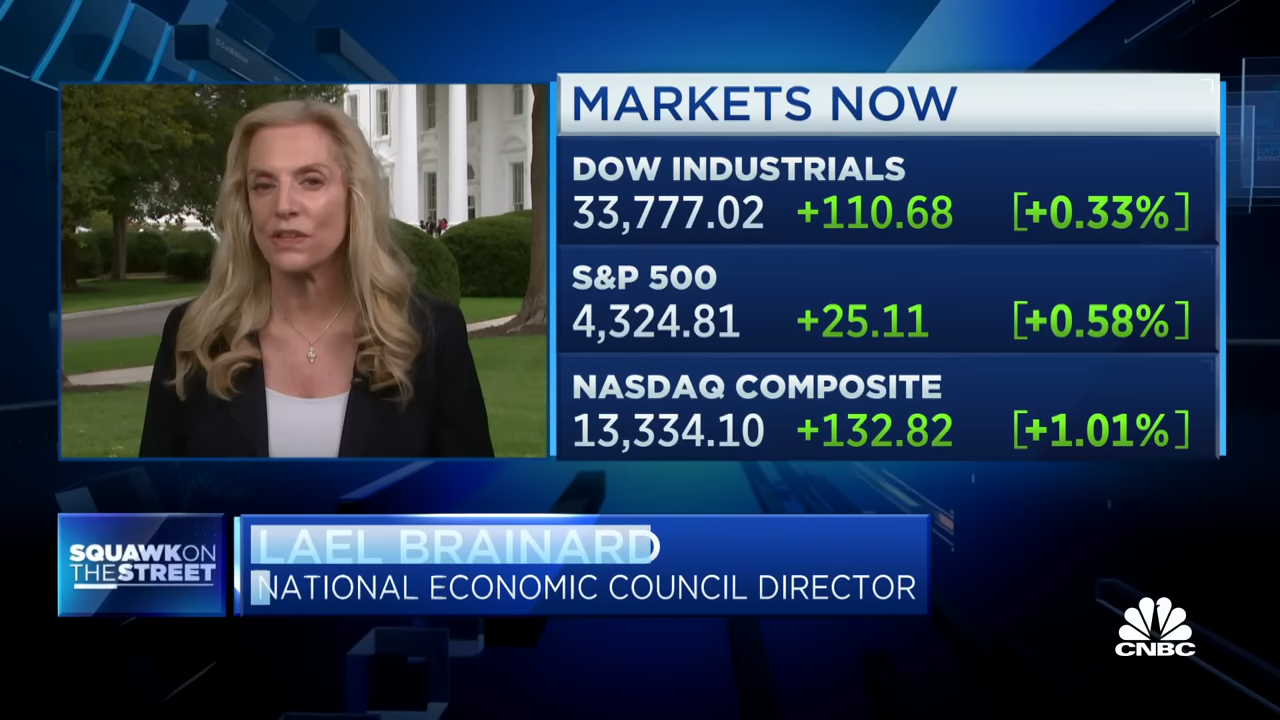 MARKETS NOW
DOW INDUSTRIALS
33,777.02 +110.68 [+0.33%]
S&P 500
4,324.81 +25.11 [+0.58%]
NASDAQ COMPOSITE
13,334.10 +132.82 [+1.01%]
SQUAWK ON
THE STREET
LAEL BRAINARD
NATIONAL ECONOMIC COUNCIL DIRECTOR
CNBC